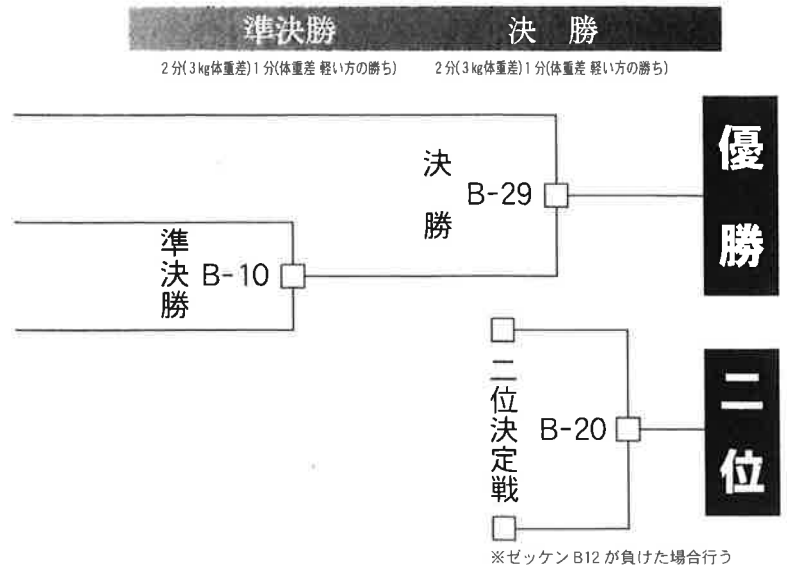 準決勝
決 勝
2分(3kg体重差)1分(体重差 軽い方の勝ち)
2分(3kg体重差)1分(体重差 軽い方の勝ち)
優勝
決勝
B-29
準決勝
B-10
二位決定戦
B-20
二位
※ゼッケンB12が負けた場合行う